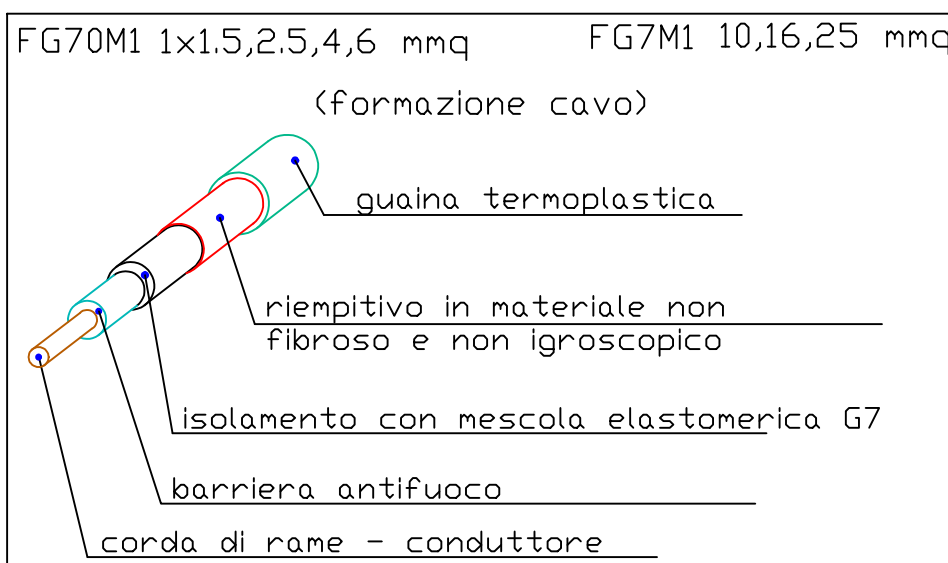 FG70M1 1x1.5,2.5,4,6 mmq FG7M1 10,16,25 mmq
(formazione cavo)
guaina termoplastica
riempitivo in materiale non
fibroso e non igroscopico
isolamento con mescola elastomerica G7
barriera antifuoco
corda di rame - conduttore